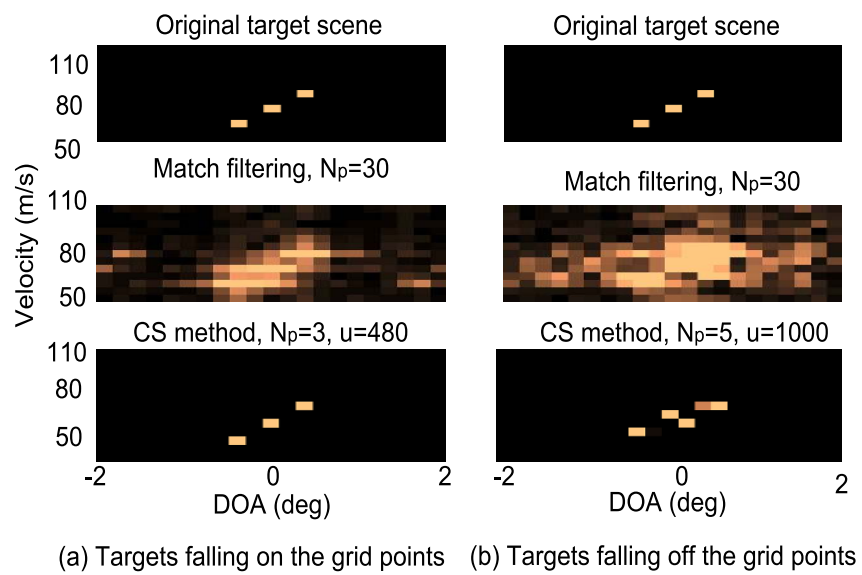 Original target scene
Original target scene
110
80
50
Match filtering, Np=30
Match filtering, Np=30
Velocity (m/s)
110
80
50
CS method, Np=3, u=480
CS method, Np=5, u=1000
110
80
50
-2 0 2
-2 0 2
DOA (deg)
DOA (deg)
(a) Targets falling on the grid points
(b) Targets falling off the grid points